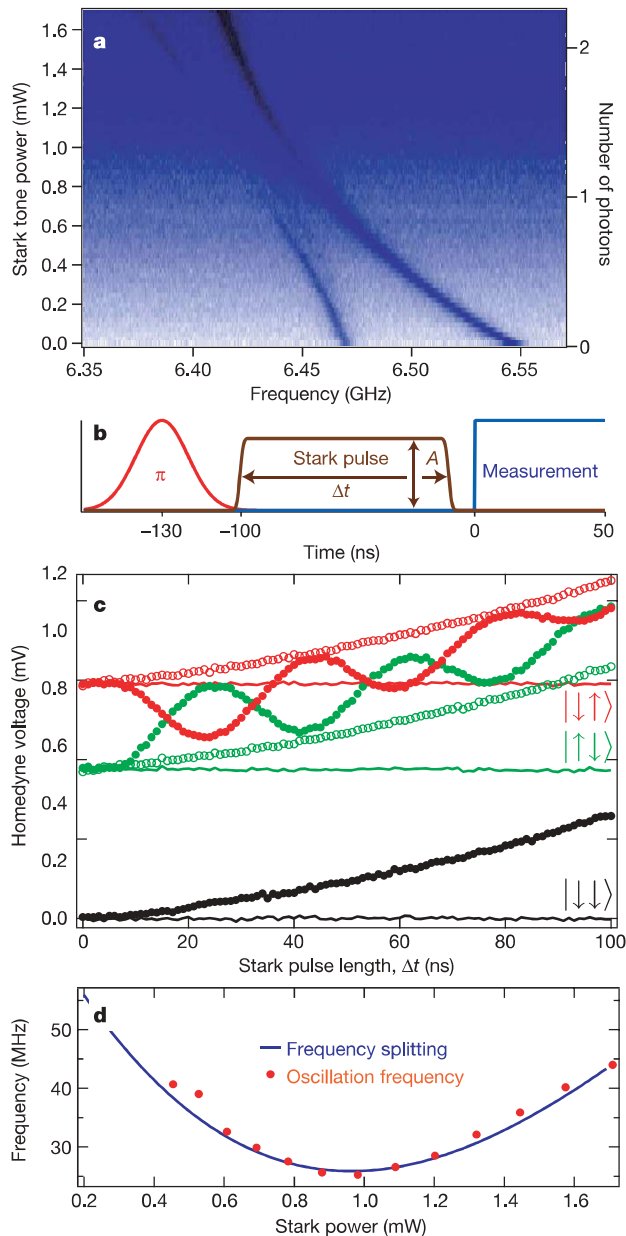 a
Stark tone power (mW)
1.6
1.4
1.2
1.0
0.8
0.6
0.4
0.2
0.0
2
1
0
Number of photons
6.35
6.40
6.45
6.50
6.55
Frequency (GHz)
b
π
Stark pulse
A
Δt
Measurement
–130
–100
0
50
Time (ns)
c
Homedyne voltage (mV)
1.2
1.0
0.8
0.6
0.4
0.2
0.0
|↓↑⟩
|↑↓⟩
|↓↓⟩
0
20
40
60
80
100
Stark pulse length, Δt (ns)
d
Frequency (MHz)
50
40
30
Frequency splitting
Oscillation frequency
0.2
0.4
0.6
0.8
1.0
1.2
1.4
1.6
Stark power (mW)